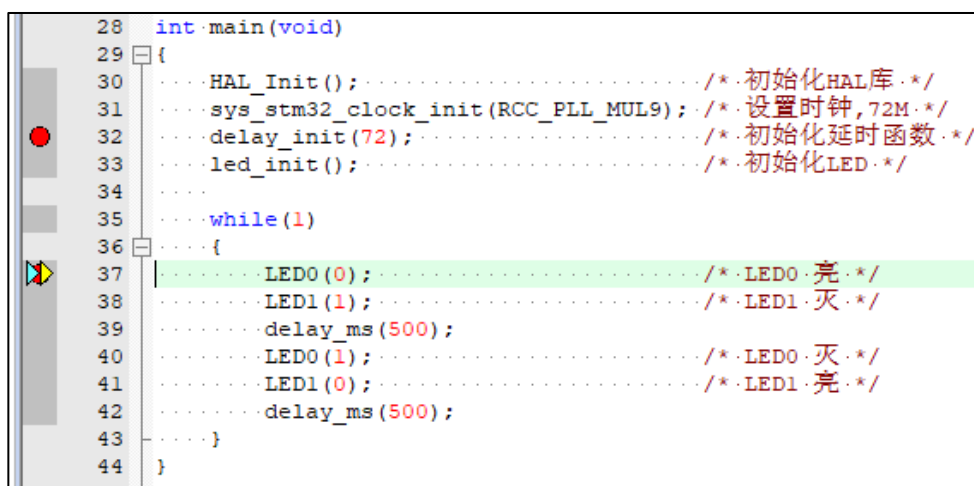 28 int main(void)
29 {
30 HAL_Init(); /* 初始化HAL库 */
31 sys_stm32_clock_init(RCC_PLL_MUL9); /* 设置时钟,72M */
32 delay_init(72); /* 初始化延时函数 */
33 led_init(); /* 初始化LED */
34
35 while(1)
36 {
37 LED0(0); /* LED0 亮 */
38 LED1(1); /* LED1 灭 */
39 delay_ms(500);
40 LED0(1); /* LED0 灭 */
41 LED1(0); /* LED1 亮 */
42 delay_ms(500);
43 }
44 }